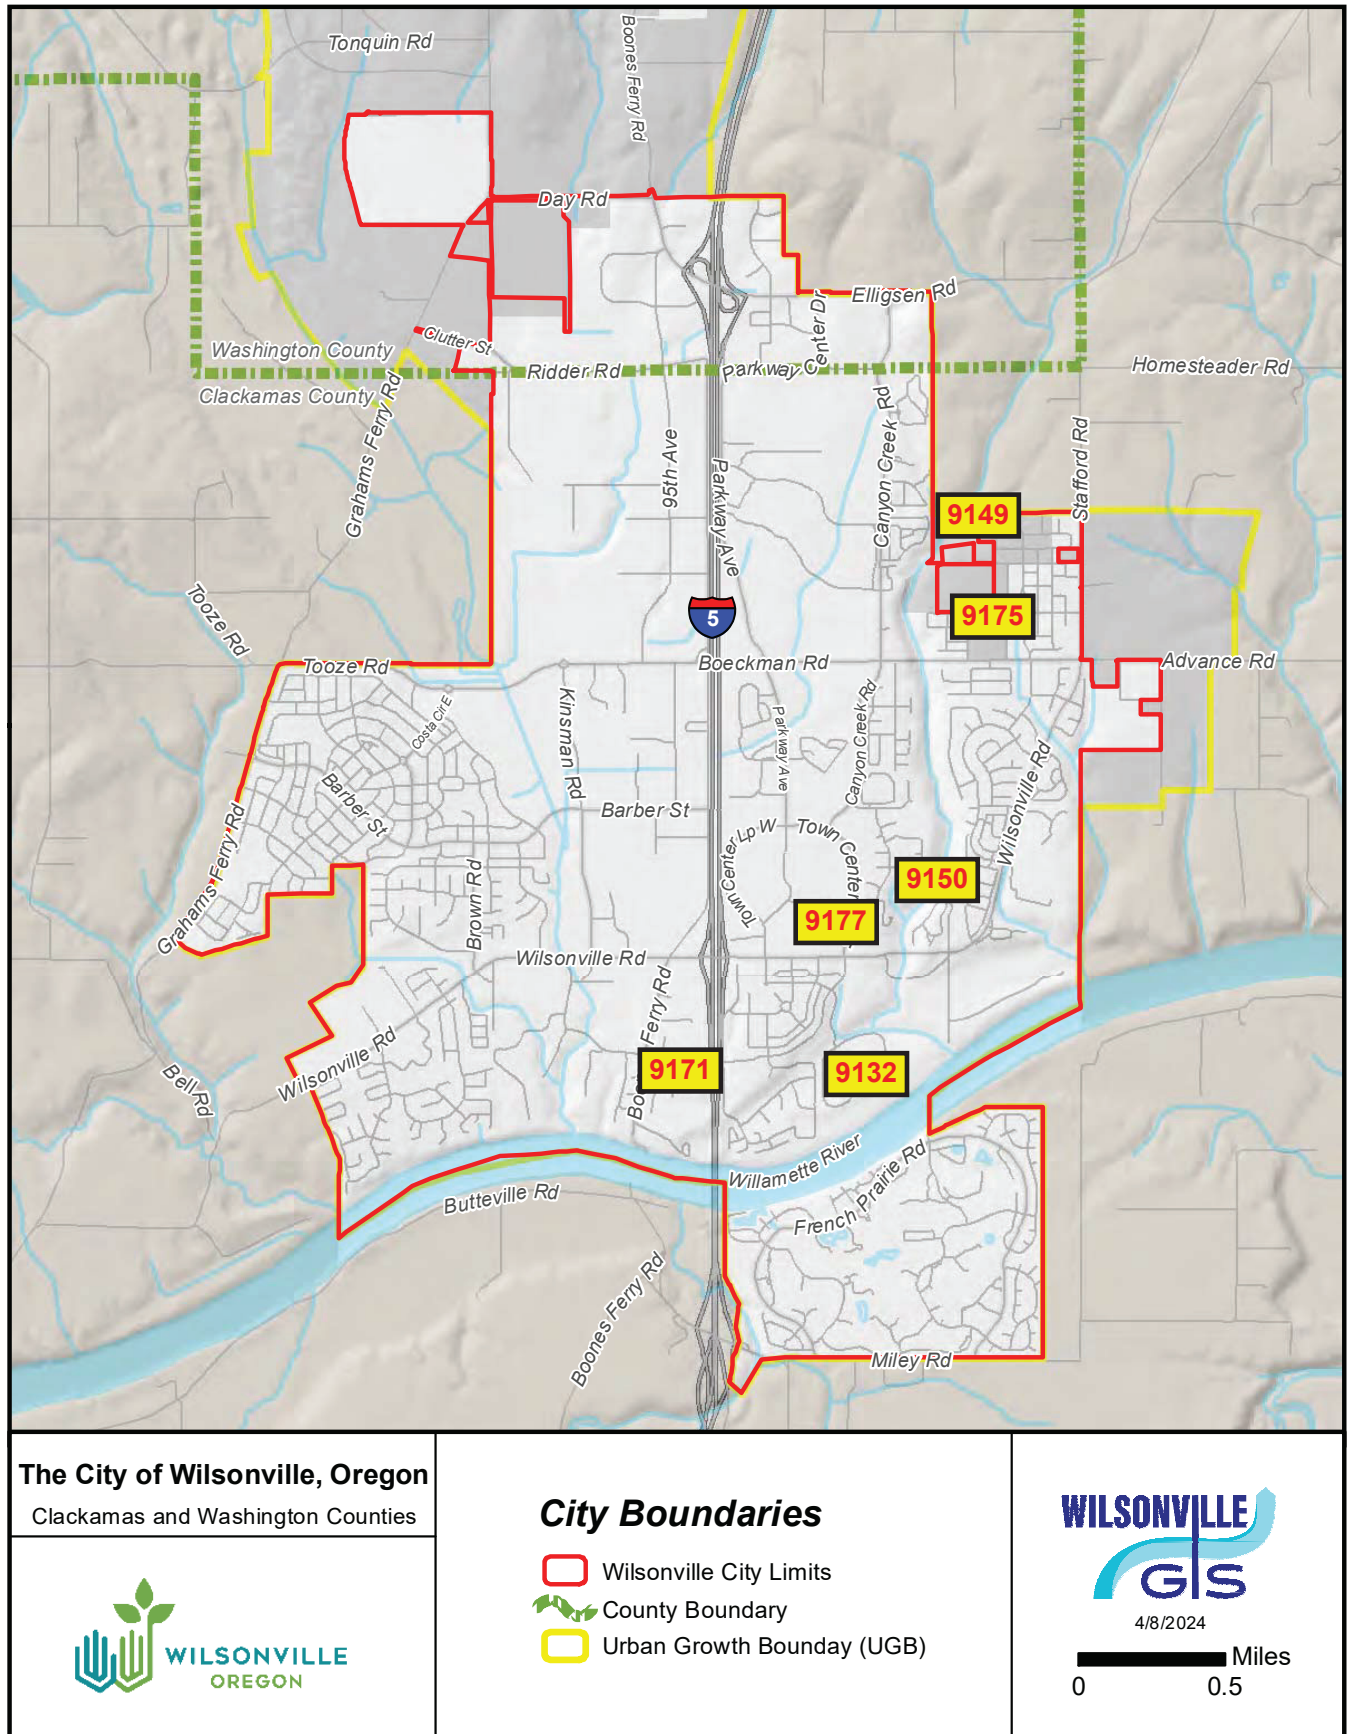 Tonquin Rd
Boones Ferry Rd
Day Rd
Elligsen Rd
Parkway Center Dr
Clutter St
Washington County
Clackamas County
Ridder Rd
Homesteader Rd
Grahams Ferry Rd
95th Ave
Parkway Ave
Canyon Creek Rd
Stafford Rd
9149
9175
5
Tooze Rd
Tooze Rd
Boeckman Rd
Advance Rd
Costa Cir E
Kinsman Rd
Parkway Ave
Canyon Creek Rd
Wilsonville Rd
Barber St
Barber St
Town Center Lp W
Town Center
Grahams Ferry Rd
Brown Rd
9150
9177
Wilsonville Rd
Ferry Rd
Wilsonville Rd
Bell Rd
9171
9132
Willamette River
French Prairie Rd
Butteville Rd
Boones Ferry Rd
Miley Rd
The City of Wilsonville, Oregon
Clackamas and Washington Counties
WILSONVILLE
OREGON
City Boundaries
Wilsonville City Limits
County Boundary
Urban Growth Bounday (UGB)
WILSONVILLE
GIS
4/8/2024
Miles
0 0.5